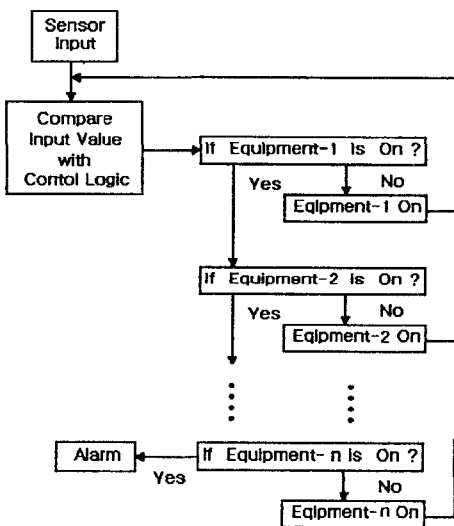 Sensor
Input
Compare
Input Value
with
Contol Logic
If Equipment-1 Is On ?
Yes
No
Eqipment-1 On
If Equipment-2 Is On ?
Yes
No
Eqipment-2 On
Alarm
If Equipment-n Is On ?
Yes
No
Eqipment-n On